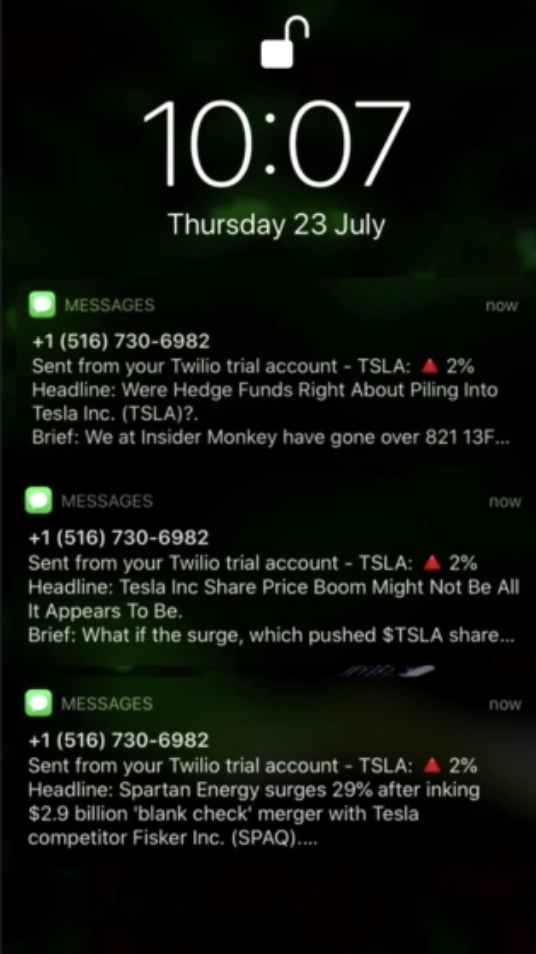 10:07
Thursday 23 July
MESSAGES now
+1 (516) 730-6982
Sent from your Twilio trial account - TSLA: 🔺 2%
Headline: Were Hedge Funds Right About Piling Into
Tesla Inc. (TSLA)?.
Brief: We at Insider Monkey have gone over 821 13F...
MESSAGES now
+1 (516) 730-6982
Sent from your Twilio trial account - TSLA: 🔺 2%
Headline: Tesla Inc Share Price Boom Might Not Be All
It Appears To Be.
Brief: What if the surge, which pushed $TSLA share...
MESSAGES now
+1 (516) 730-6982
Sent from your Twilio trial account - TSLA: 🔺 2%
Headline: Spartan Energy surges 29% after inking
$2.9 billion 'blank check' merger with Tesla
competitor Fisker Inc. (SPAQ)....